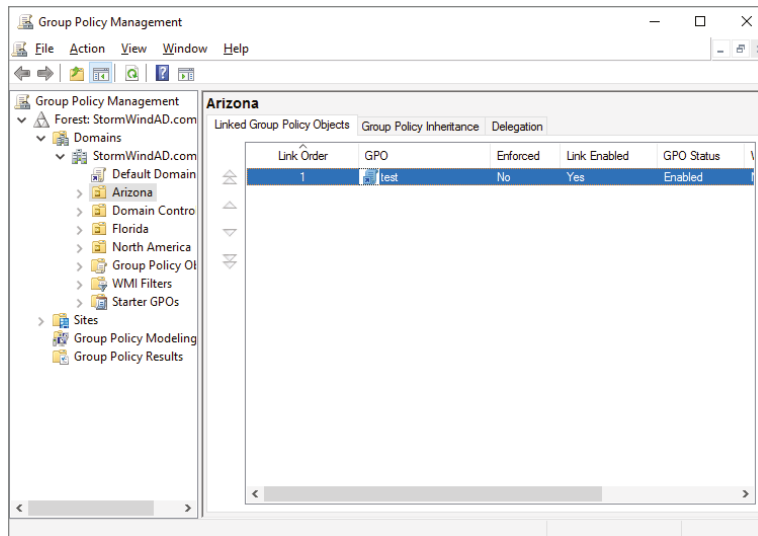 Group Policy Management
File Action View Window Help
Group Policy Management
Forest: StormWindAD.com
Domains
StormWindAD.com
Default Domain
Arizona
Domain Contro
Florida
North America
Group Policy Ob
WMI Filters
Starter GPOs
Sites
Group Policy Modeling
Group Policy Results
Arizona
Linked Group Policy Objects Group Policy Inheritance Delegation
Link Order GPO Enforced Link Enabled GPO Status
1 test No Yes Enabled